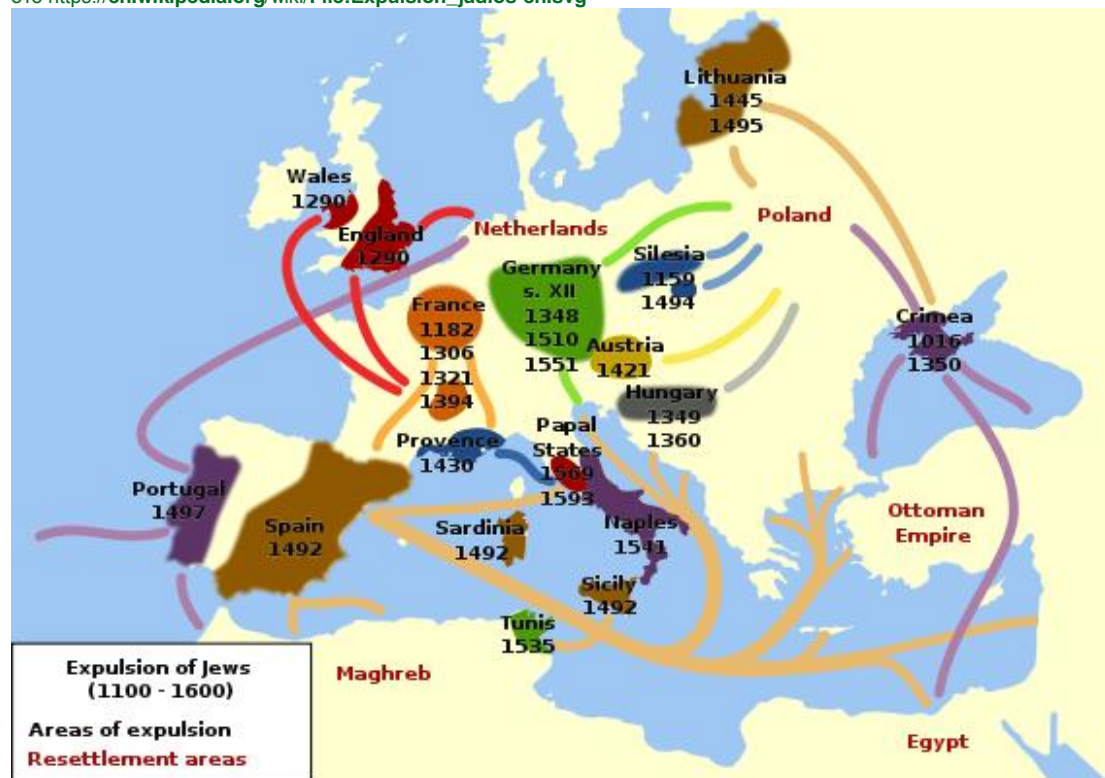 Lithuania
1445
1495
Wales
1290
England
1290
Netherlands
Poland
Germany
s. XII
1348
1510
1551
Silesia
1159
1494
France
1182
1306
1321
1394
Austria
1421
Crimea
1016
1350
Hungary
1349
1360
Provence
1430
Papal
States
1569
1593
Portugal
1497
Spain
1492
Sardinia
1492
Naples
1541
Ottoman
Empire
Sicily
1492
Tunis
1535
Maghreb
Egypt
Expulsion of Jews
(1100 - 1600)
Areas of expulsion
Resettlement areas